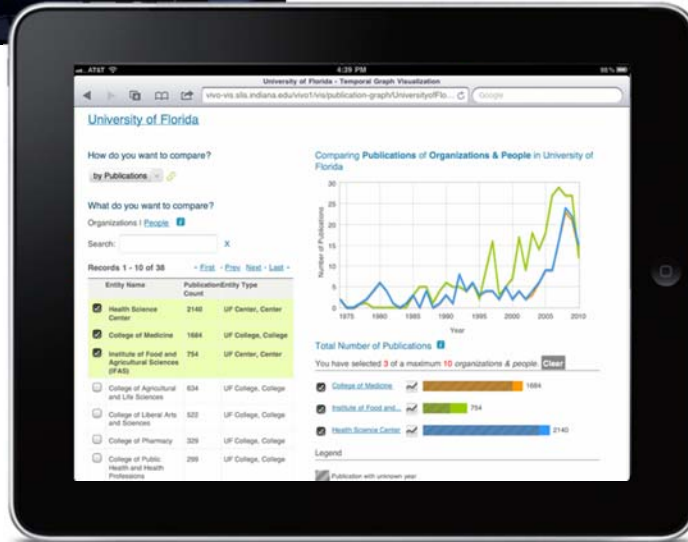 AT&T
4:39 PM
University of Florida - Temporal Graph Visualization
vivo-vis.slis.indiana.edu/vivo1/vis/publication-graph/UniversityofFlo...
Google
University of Florida
How do you want to compare?
by Publications
What do you want to compare?
Organizations | People
Search:
X
Records 1 - 10 of 38
First
Prev
Next
Last
Entity Name
Publication Count
Entity Type
Health Science Center
2140
UF Center, Center
College of Medicine
1684
UF College, College
Institute of Food and Agricultural Sciences (IFAS)
754
UF Center, Center
College of Agricultural and Life Sciences
634
UF College, College
College of Liberal Arts and Sciences
522
UF College, College
College of Pharmacy
329
UF College, College
College of Public Health and Health Professions
UF College, College
Comparing Publications of Organizations & People in University of
Florida
Number of Publications
30
25
20
15
10
5
0
1975
1980
1985
1990
1995
2000
2005
2010
Year
Total Number of Publications
You have selected 3 of a maximum 10 organizations & people.
Clear
College of Medicine
1684
Institute of Food and...
754
Health Science Center
2140
Legend
Publication with unknown year